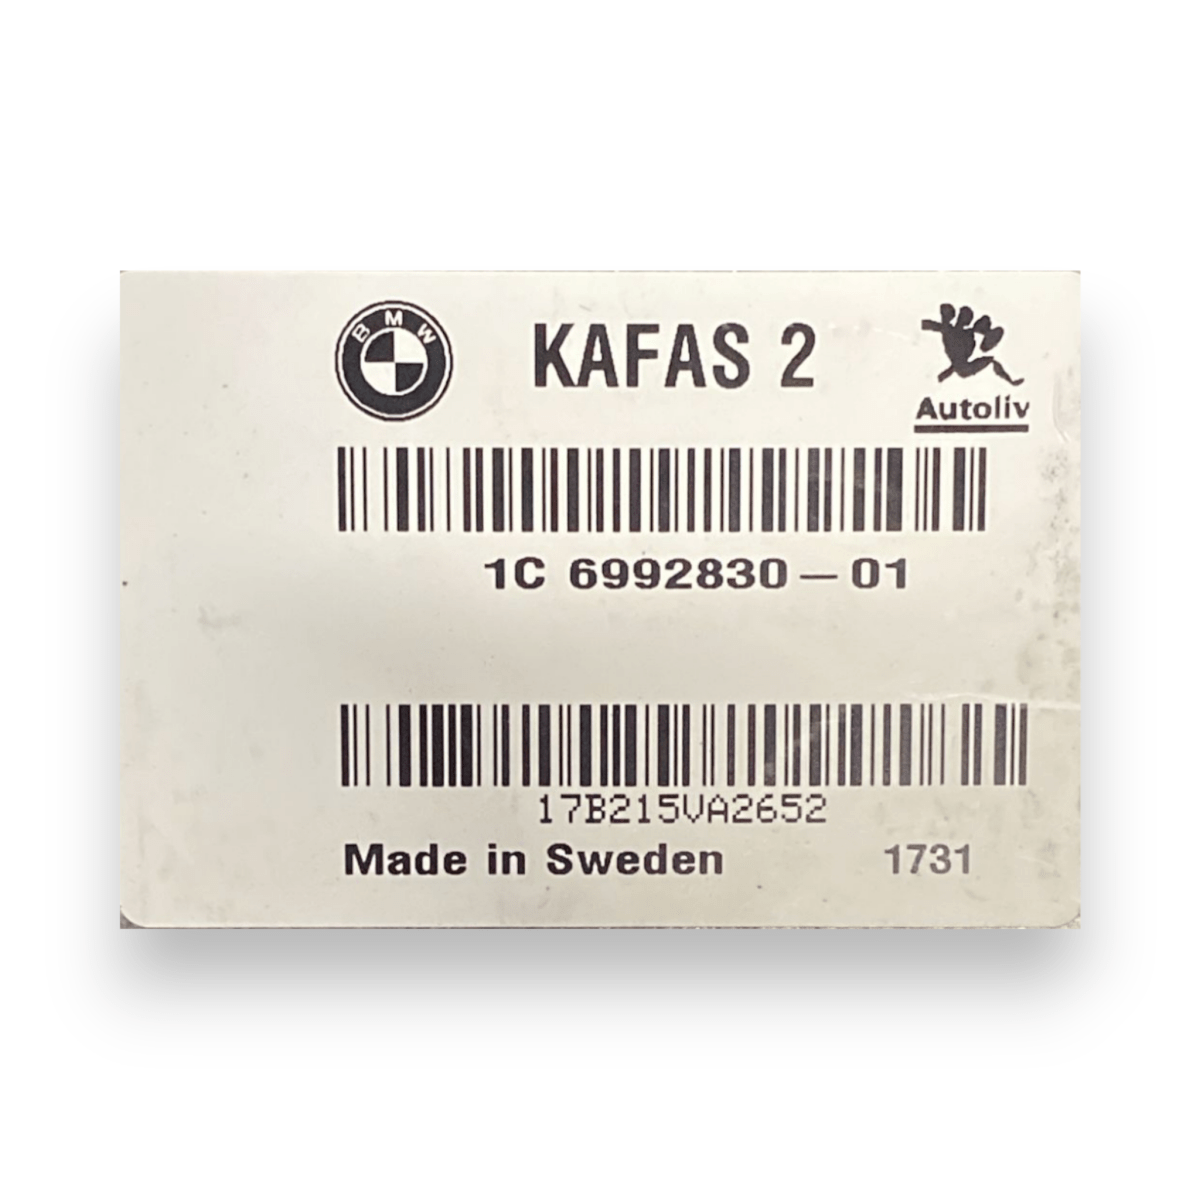 BMW KAFAS 2
Autoliv
1C 6992830-01
17B215VA2652
Made in Sweden 1731